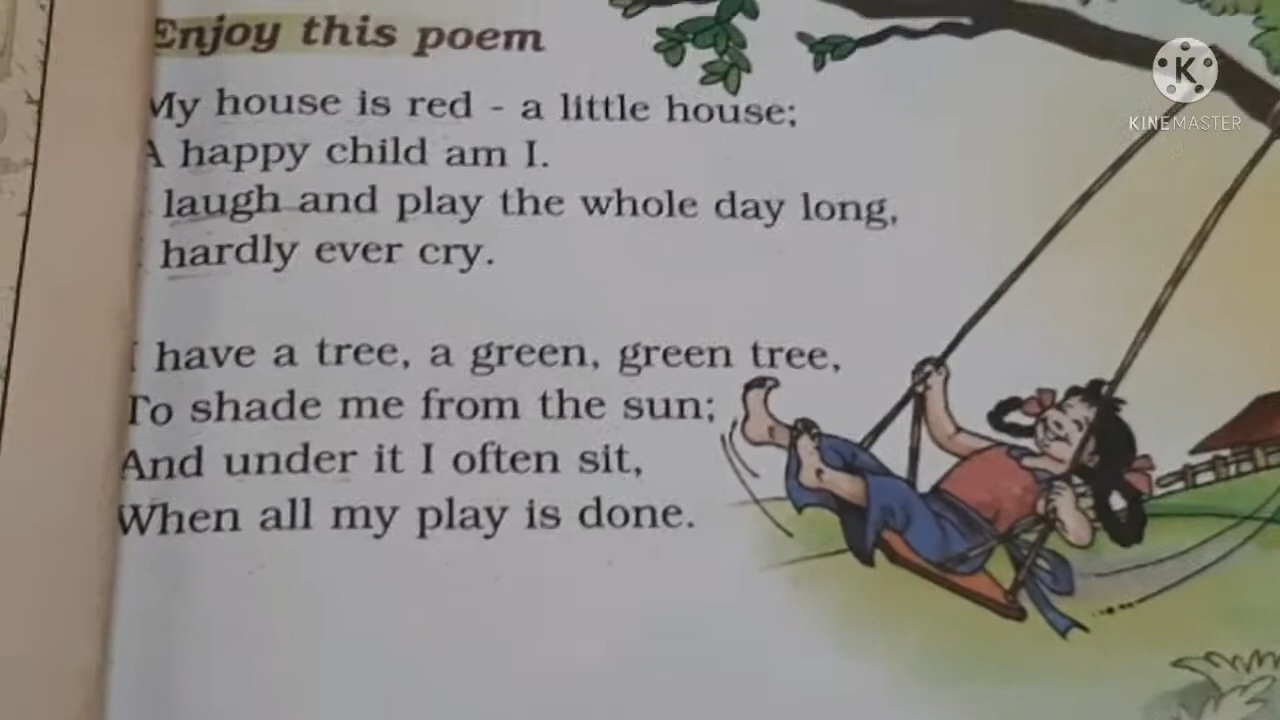 Enjoy this poem
My house is red - a little house;
A happy child am I.
laugh and play the whole day long,
hardly ever cry.
I have a tree, a green, green tree,
To shade me from the sun;
And under it I often sit,
When all my play is done.
K
KINEMASTER